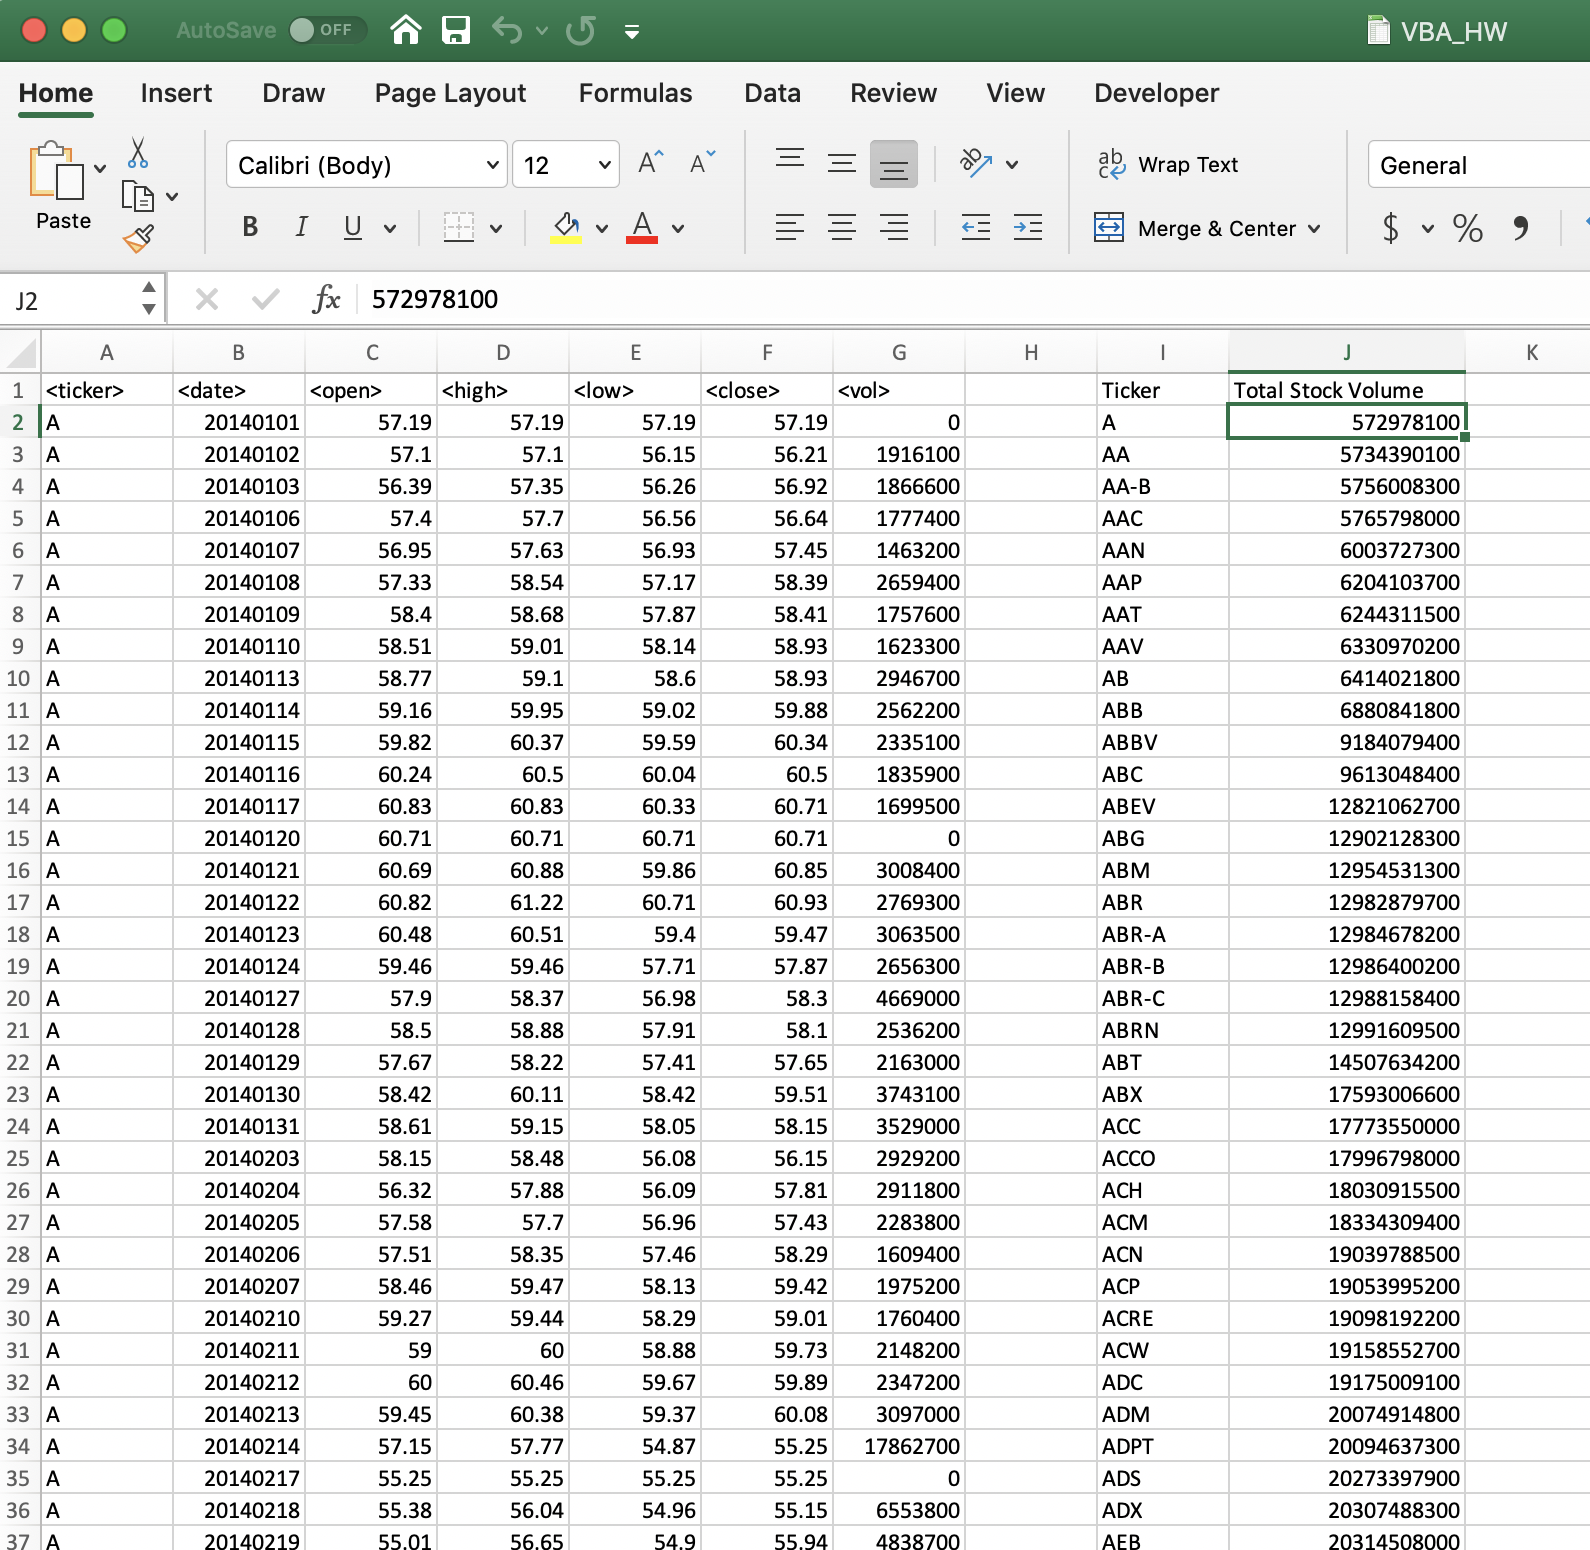 AutoSave OFF VBA_HW
Home Insert Draw Page Layout Formulas Data Review View Developer
Paste Calibri (Body) 12 A A ab Wrap Text General
B I U A Merge & Center $ % ,
J2 fx 572978100
A B C D E F G H I J K
1 <ticker> <date> <open> <high> <low> <close> <vol> Ticker Total Stock Volume
2 A 20140101 57.19 57.19 57.19 57.19 0 A 572978100
3 A 20140102 57.1 57.1 56.15 56.21 1916100 AA 5734390100
4 A 20140103 56.39 57.35 56.26 56.92 1866600 AA-B 5756008300
5 A 20140106 57.4 57.7 56.56 56.64 1777400 AAC 5765798000
6 A 20140107 56.95 57.63 56.93 57.45 1463200 AAN 6003727300
7 A 20140108 57.33 58.54 57.17 58.39 2659400 AAP 6204103700
8 A 20140109 58.4 58.68 57.87 58.41 1757600 AAT 6244311500
9 A 20140110 58.51 59.01 58.14 58.93 1623300 AAV 6330970200
10 A 20140113 58.77 59.1 58.6 58.93 2946700 AB 6414021800
11 A 20140114 59.16 59.95 59.02 59.88 2562200 ABB 6880841800
12 A 20140115 59.82 60.37 59.59 60.34 2335100 ABBV 9184079400
13 A 20140116 60.24 60.5 60.04 60.5 1835900 ABC 9613048400
14 A 20140117 60.83 60.83 60.33 60.71 1699500 ABEV 12821062700
15 A 20140120 60.71 60.71 60.71 60.71 0 ABG 12902128300
16 A 20140121 60.69 60.88 59.86 60.85 3008400 ABM 12954531300
17 A 20140122 60.82 61.22 60.71 60.93 2769300 ABR 12982879700
18 A 20140123 60.48 60.51 59.4 59.47 3063500 ABR-A 12984678200
19 A 20140124 59.46 59.46 57.71 57.87 2656300 ABR-B 12986400200
20 A 20140127 57.9 58.37 56.98 58.3 4669000 ABR-C 12988158400
21 A 20140128 58.5 58.88 57.91 58.1 2536200 ABRN 12991609500
22 A 20140129 57.67 58.22 57.41 57.65 2163000 ABT 14507634200
23 A 20140130 58.42 60.11 58.42 59.51 3743100 ABX 17593006600
24 A 20140131 58.61 59.15 58.05 58.15 3529000 ACC 17773550000
25 A 20140203 58.15 58.48 56.08 56.15 2929200 ACCO 17996798000
26 A 20140204 56.32 57.88 56.09 57.81 2911800 ACH 18030915500
27 A 20140205 57.58 57.7 56.96 57.43 2283800 ACM 18334309400
28 A 20140206 57.51 58.35 57.46 58.29 1609400 ACN 19039788500
29 A 20140207 58.46 59.47 58.13 59.42 1975200 ACP 19053995200
30 A 20140210 59.27 59.44 58.29 59.01 1760400 ACRE 19098192200
31 A 20140211 59 60 58.88 59.73 2148200 ACW 19158552700
32 A 20140212 60 60.46 59.67 59.89 2347200 ADC 19175009100
33 A 20140213 59.45 60.38 59.37 60.08 3097000 ADM 20074914800
34 A 20140214 57.15 57.77 54.87 55.25 17862700 ADPT 20094637300
35 A 20140217 55.25 55.25 55.25 55.25 0 ADS 20273397900
36 A 20140218 55.38 56.04 54.96 55.15 6553800 ADX 20307488300
37 A 20140219 55.01 56.65 54.9 55.94 4838700 AEB 20314508000